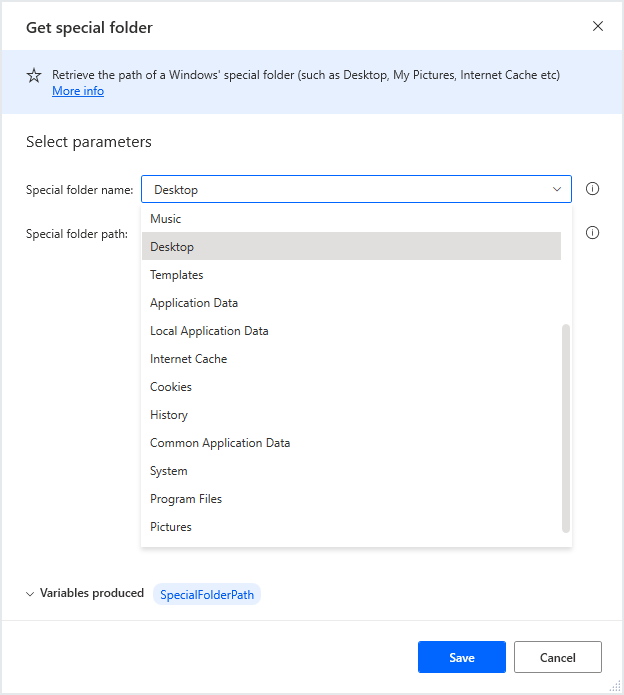 Get special folder
Retrieve the path of a Windows' special folder (such as Desktop, My Pictures, Internet Cache etc)
More info
Select parameters
Special folder name:
Desktop
Special folder path:
Music
Desktop
Templates
Application Data
Local Application Data
Internet Cache
Cookies
History
Common Application Data
System
Program Files
Pictures
Variables produced SpecialFolderPath
Save Cancel